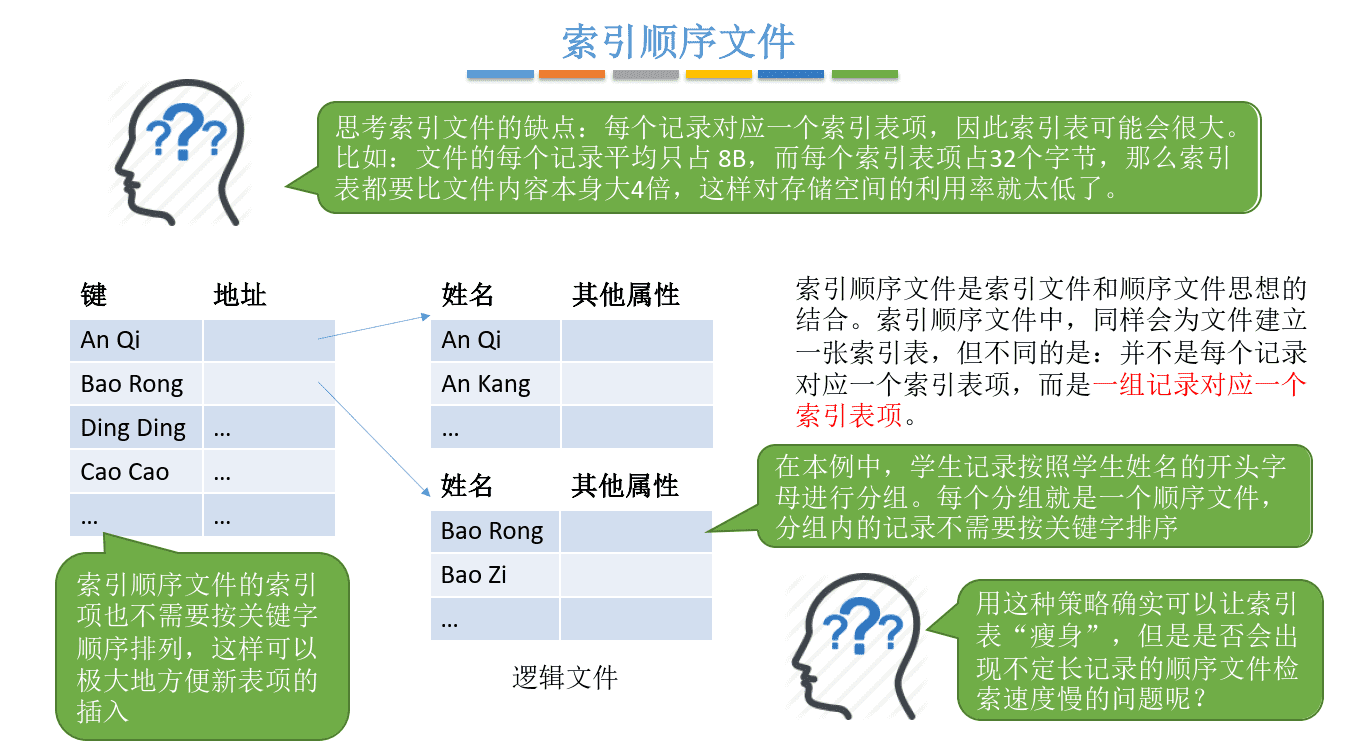 索引顺序文件
???
思考索引文件的缺点：每个记录对应一个索引表项，因此索引表可能会很大。
比如：文件的每个记录平均只占 8B，而每个索引表项占32个字节，那么索引
表都要比文件内容本身大4倍，这样对存储空间的利用率就太低了。
键 地址
An Qi
Bao Rong
Ding Ding …
Cao Cao …
… …
姓名 其他属性
An Qi
An Kang
…
姓名 其他属性
Bao Rong
Bao Zi
…
逻辑文件
索引顺序文件是索引文件和顺序文件思想的
结合。索引顺序文件中，同样会为文件建立
一张索引表，但不同的是：并不是每个记录
对应一个索引表项，而是一组记录对应一个
索引表项。
在本例中，学生记录按照学生姓名的开头字
母进行分组。每个分组就是一个顺序文件，
分组内的记录不需要按关键字排序
索引顺序文件的索引
项也不需要按关键字
顺序排列，这样可以
极大地方便新表项的
插入
???
用这种策略确实可以让索引
表“瘦身”，但是是否会出
现不定长记录的顺序文件检
索速度慢的问题呢？